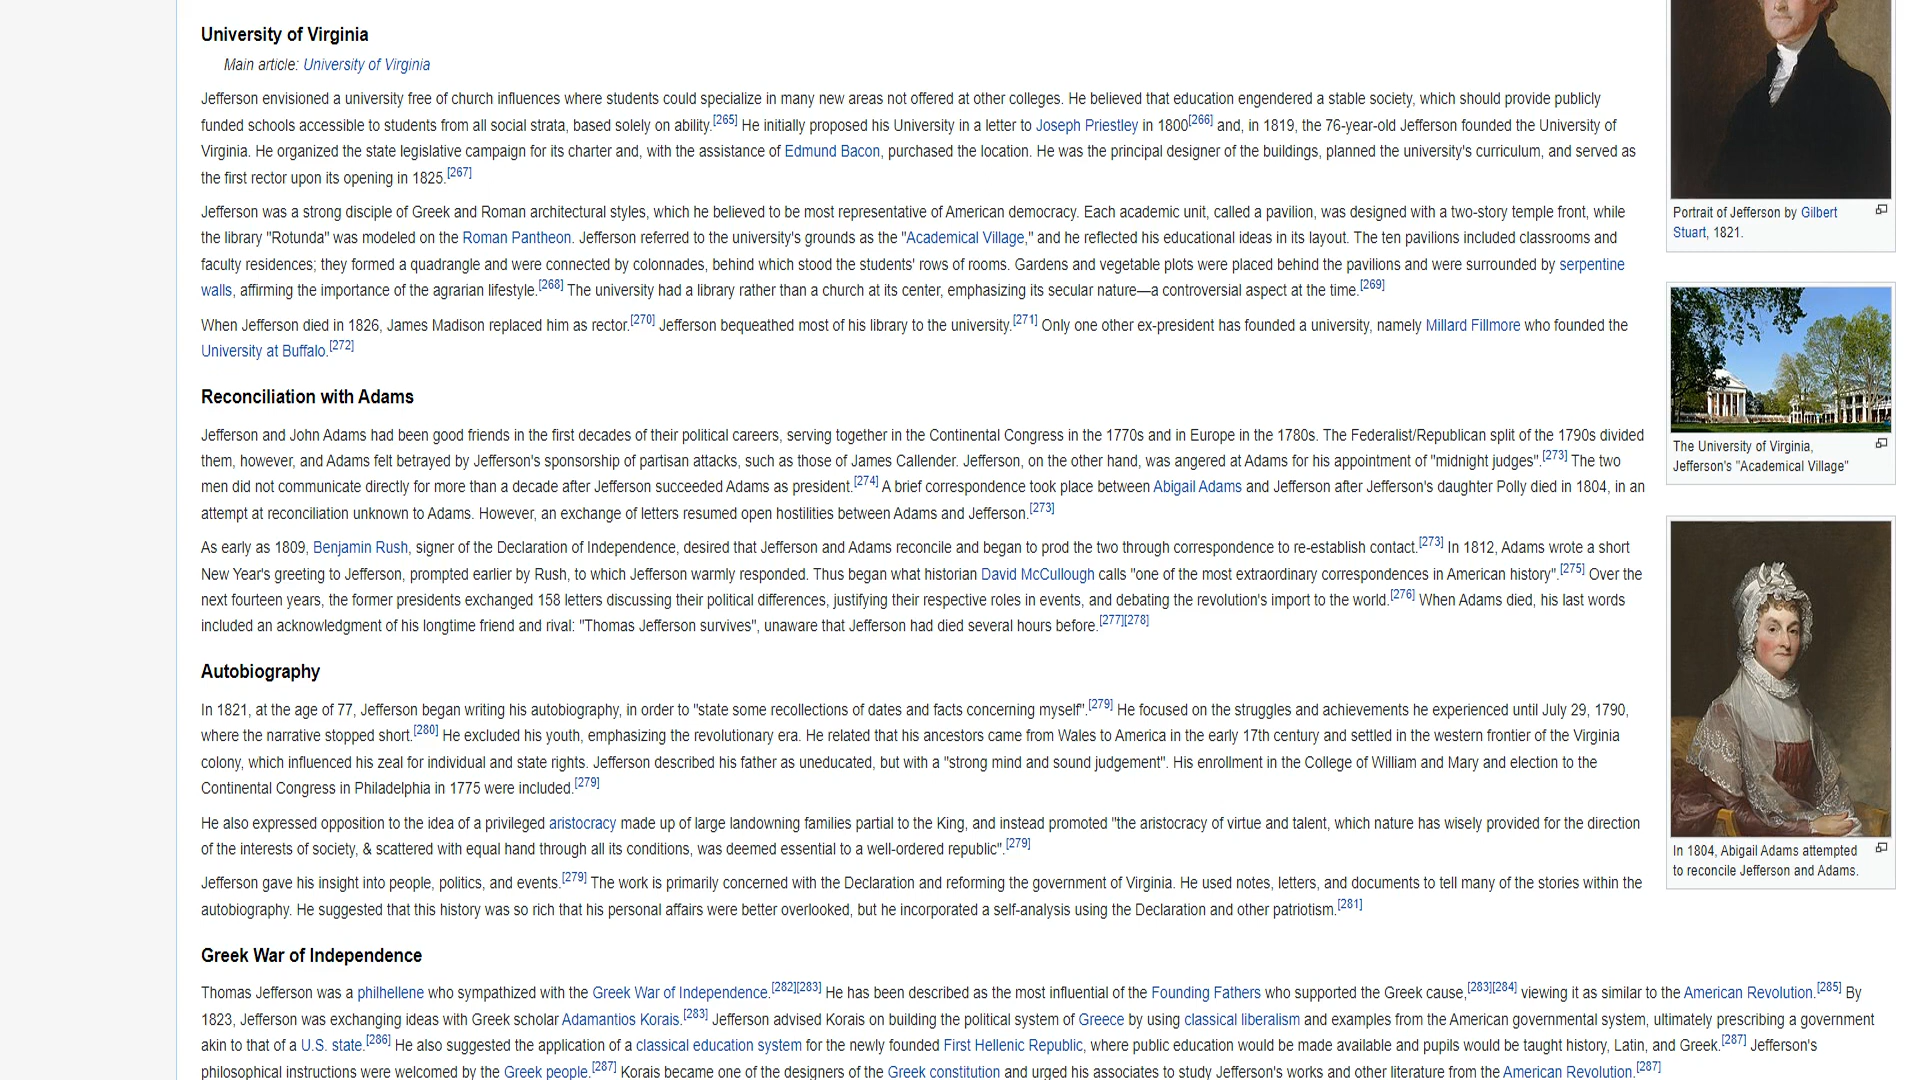 University of Virginia
Main article: University of Virginia
Jefferson envisioned a university free of church influences where students could specialize in many new areas not offered at other colleges. He believed that education engendered a stable society, which should provide publicly
funded schools accessible to students from all social strata, based solely on ability.[265] He initially proposed his University in a letter to Joseph Priestley in 1800[266] and, in 1819, the 76-year-old Jefferson founded the University of
Virginia. He organized the state legislative campaign for its charter and, with the assistance of Edmund Bacon, purchased the location. He was the principal designer of the buildings, planned the university's curriculum, and served as
the first rector upon its opening in 1825.[267]
Jefferson was a strong disciple of Greek and Roman architectural styles, which he believed to be most representative of American democracy. Each academic unit, called a pavilion, was designed with a two-story temple front, while
the library "Rotunda" was modeled on the Roman Pantheon. Jefferson referred to the university's grounds as the "Academical Village," and he reflected his educational ideas in its layout. The ten pavilions included classrooms and
faculty residences; they formed a quadrangle and were connected by colonnades, behind which stood the students' rows of rooms. Gardens and vegetable plots were placed behind the pavilions and were surrounded by serpentine
walls, affirming the importance of the agrarian lifestyle.[268] The university had a library rather than a church at its center, emphasizing its secular nature—a controversial aspect at the time.[269]
When Jefferson died in 1826, James Madison replaced him as rector.[270] Jefferson bequeathed most of his library to the university.[271] Only one other ex-president has founded a university, namely Millard Fillmore who founded the
University at Buffalo.[272]
Reconciliation with Adams
Jefferson and John Adams had been good friends in the first decades of their political careers, serving together in the Continental Congress in the 1770s and in Europe in the 1780s. The Federalist/Republican split of the 1790s divided
them, however, and Adams felt betrayed by Jefferson's sponsorship of partisan attacks, such as those of James Callender. Jefferson, on the other hand, was angered at Adams for his appointment of "midnight judges".[273] The two
men did not communicate directly for more than a decade after Jefferson succeeded Adams as president.[274] A brief correspondence took place between Abigail Adams and Jefferson after Jefferson's daughter Polly died in 1804, in an
attempt at reconciliation unknown to Adams. However, an exchange of letters resumed open hostilities between Adams and Jefferson.[273]
As early as 1809, Benjamin Rush, signer of the Declaration of Independence, desired that Jefferson and Adams reconcile and began to prod the two through correspondence to re-establish contact.[273] In 1812, Adams wrote a short
New Year's greeting to Jefferson, prompted earlier by Rush, to which Jefferson warmly responded. Thus began what historian David McCullough calls "one of the most extraordinary correspondences in American history".[275] Over the
next fourteen years, the former presidents exchanged 158 letters discussing their political differences, justifying their respective roles in events, and debating the revolution's import to the world.[276] When Adams died, his last words
included an acknowledgment of his longtime friend and rival: "Thomas Jefferson survives", unaware that Jefferson had died several hours before.[277][278]
Autobiography
In 1821, at the age of 77, Jefferson began writing his autobiography, in order to "state some recollections of dates and facts concerning myself".[279] He focused on the struggles and achievements he experienced until July 29, 1790,
where the narrative stopped short.[280] He excluded his youth, emphasizing the revolutionary era. He related that his ancestors came from Wales to America in the early 17th century and settled in the western frontier of the Virginia
colony, which influenced his zeal for individual and state rights. Jefferson described his father as uneducated, but with a "strong mind and sound judgement". His enrollment in the College of William and Mary and election to the
Continental Congress in Philadelphia in 1775 were included.[279]
He also expressed opposition to the idea of a privileged aristocracy made up of large landowning families partial to the King, and instead promoted "the aristocracy of virtue and talent, which nature has wisely provided for the direction
of the interests of society, & scattered with equal hand through all its conditions, was deemed essential to a well-ordered republic".[279]
Jefferson gave his insight into people, politics, and events.[279] The work is primarily concerned with the Declaration and reforming the government of Virginia. He used notes, letters, and documents to tell many of the stories within the
autobiography. He suggested that this history was so rich that his personal affairs were better overlooked, but he incorporated a self-analysis using the Declaration and other patriotism.[281]
Greek War of Independence
Thomas Jefferson was a philhellene who sympathized with the Greek War of Independence.[282][283] He has been described as the most influential of the Founding Fathers who supported the Greek cause,[283][284] viewing it as similar to the American Revolution.[285] By
1823, Jefferson was exchanging ideas with Greek scholar Adamantios Korais.[283] Jefferson advised Korais on building the political system of Greece by using classical liberalism and examples from the American governmental system, ultimately prescribing a government
akin to that of a U.S. state.[286] He also suggested the application of a classical education system for the newly founded First Hellenic Republic, where public education would be made available and pupils would be taught history, Latin, and Greek.[287] Jefferson's
philosophical instructions were welcomed by the Greek people.[287] Korais became one of the designers of the Greek constitution and urged his associates to study Jefferson's works and other literature from the American Revolution.[287]
Portrait of Jefferson by Gilbert
Stuart, 1821.
The University of Virginia,
Jefferson's "Academical Village"
In 1804, Abigail Adams attempted
to reconcile Jefferson and Adams.